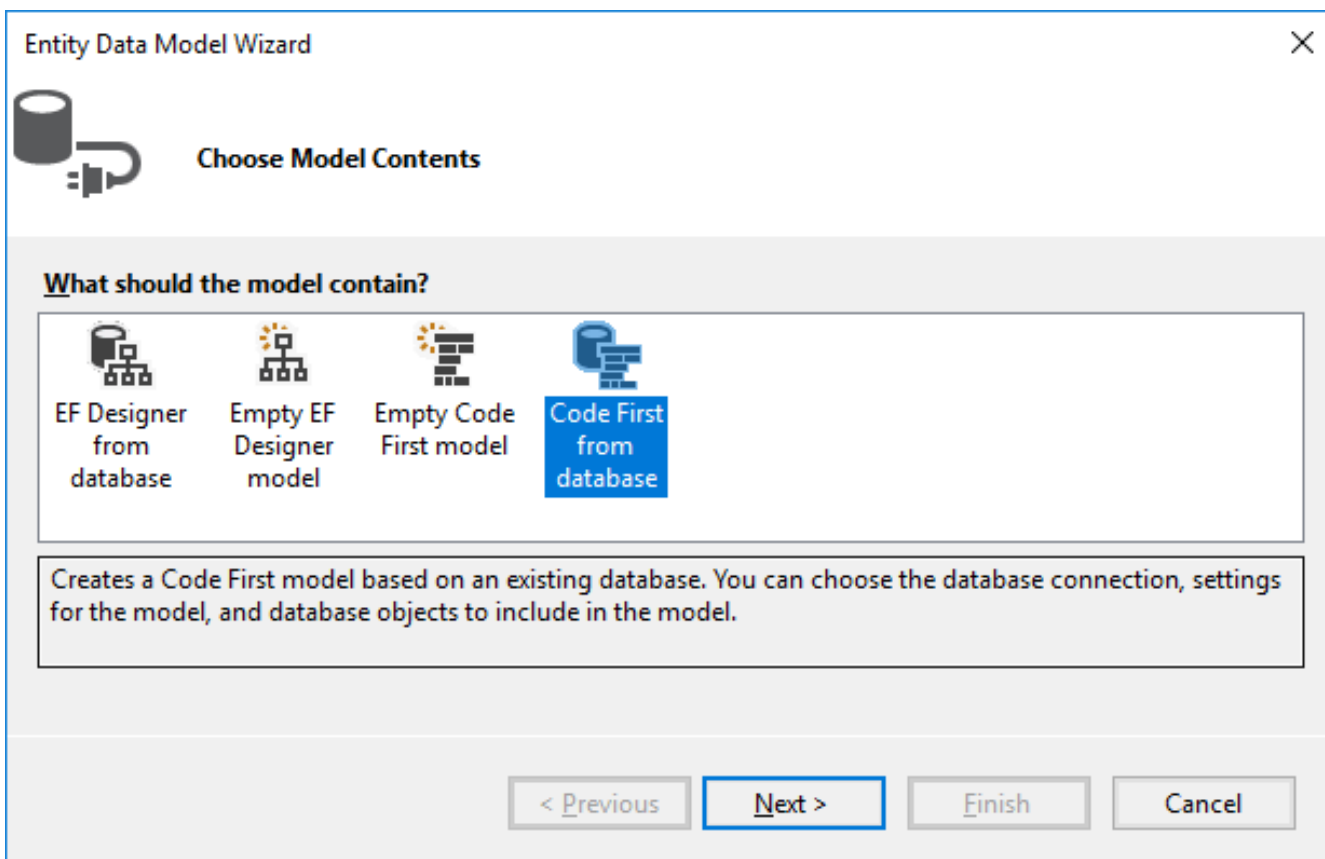 Entity Data Model Wizard
Choose Model Contents
What should the model contain?
EF Designer
from
database
Empty EF
Designer
model
Empty Code
First model
Code First
from
database
Creates a Code First model based on an existing database. You can choose the database connection, settings
for the model, and database objects to include in the model.
< Previous
Next >
Finish
Cancel